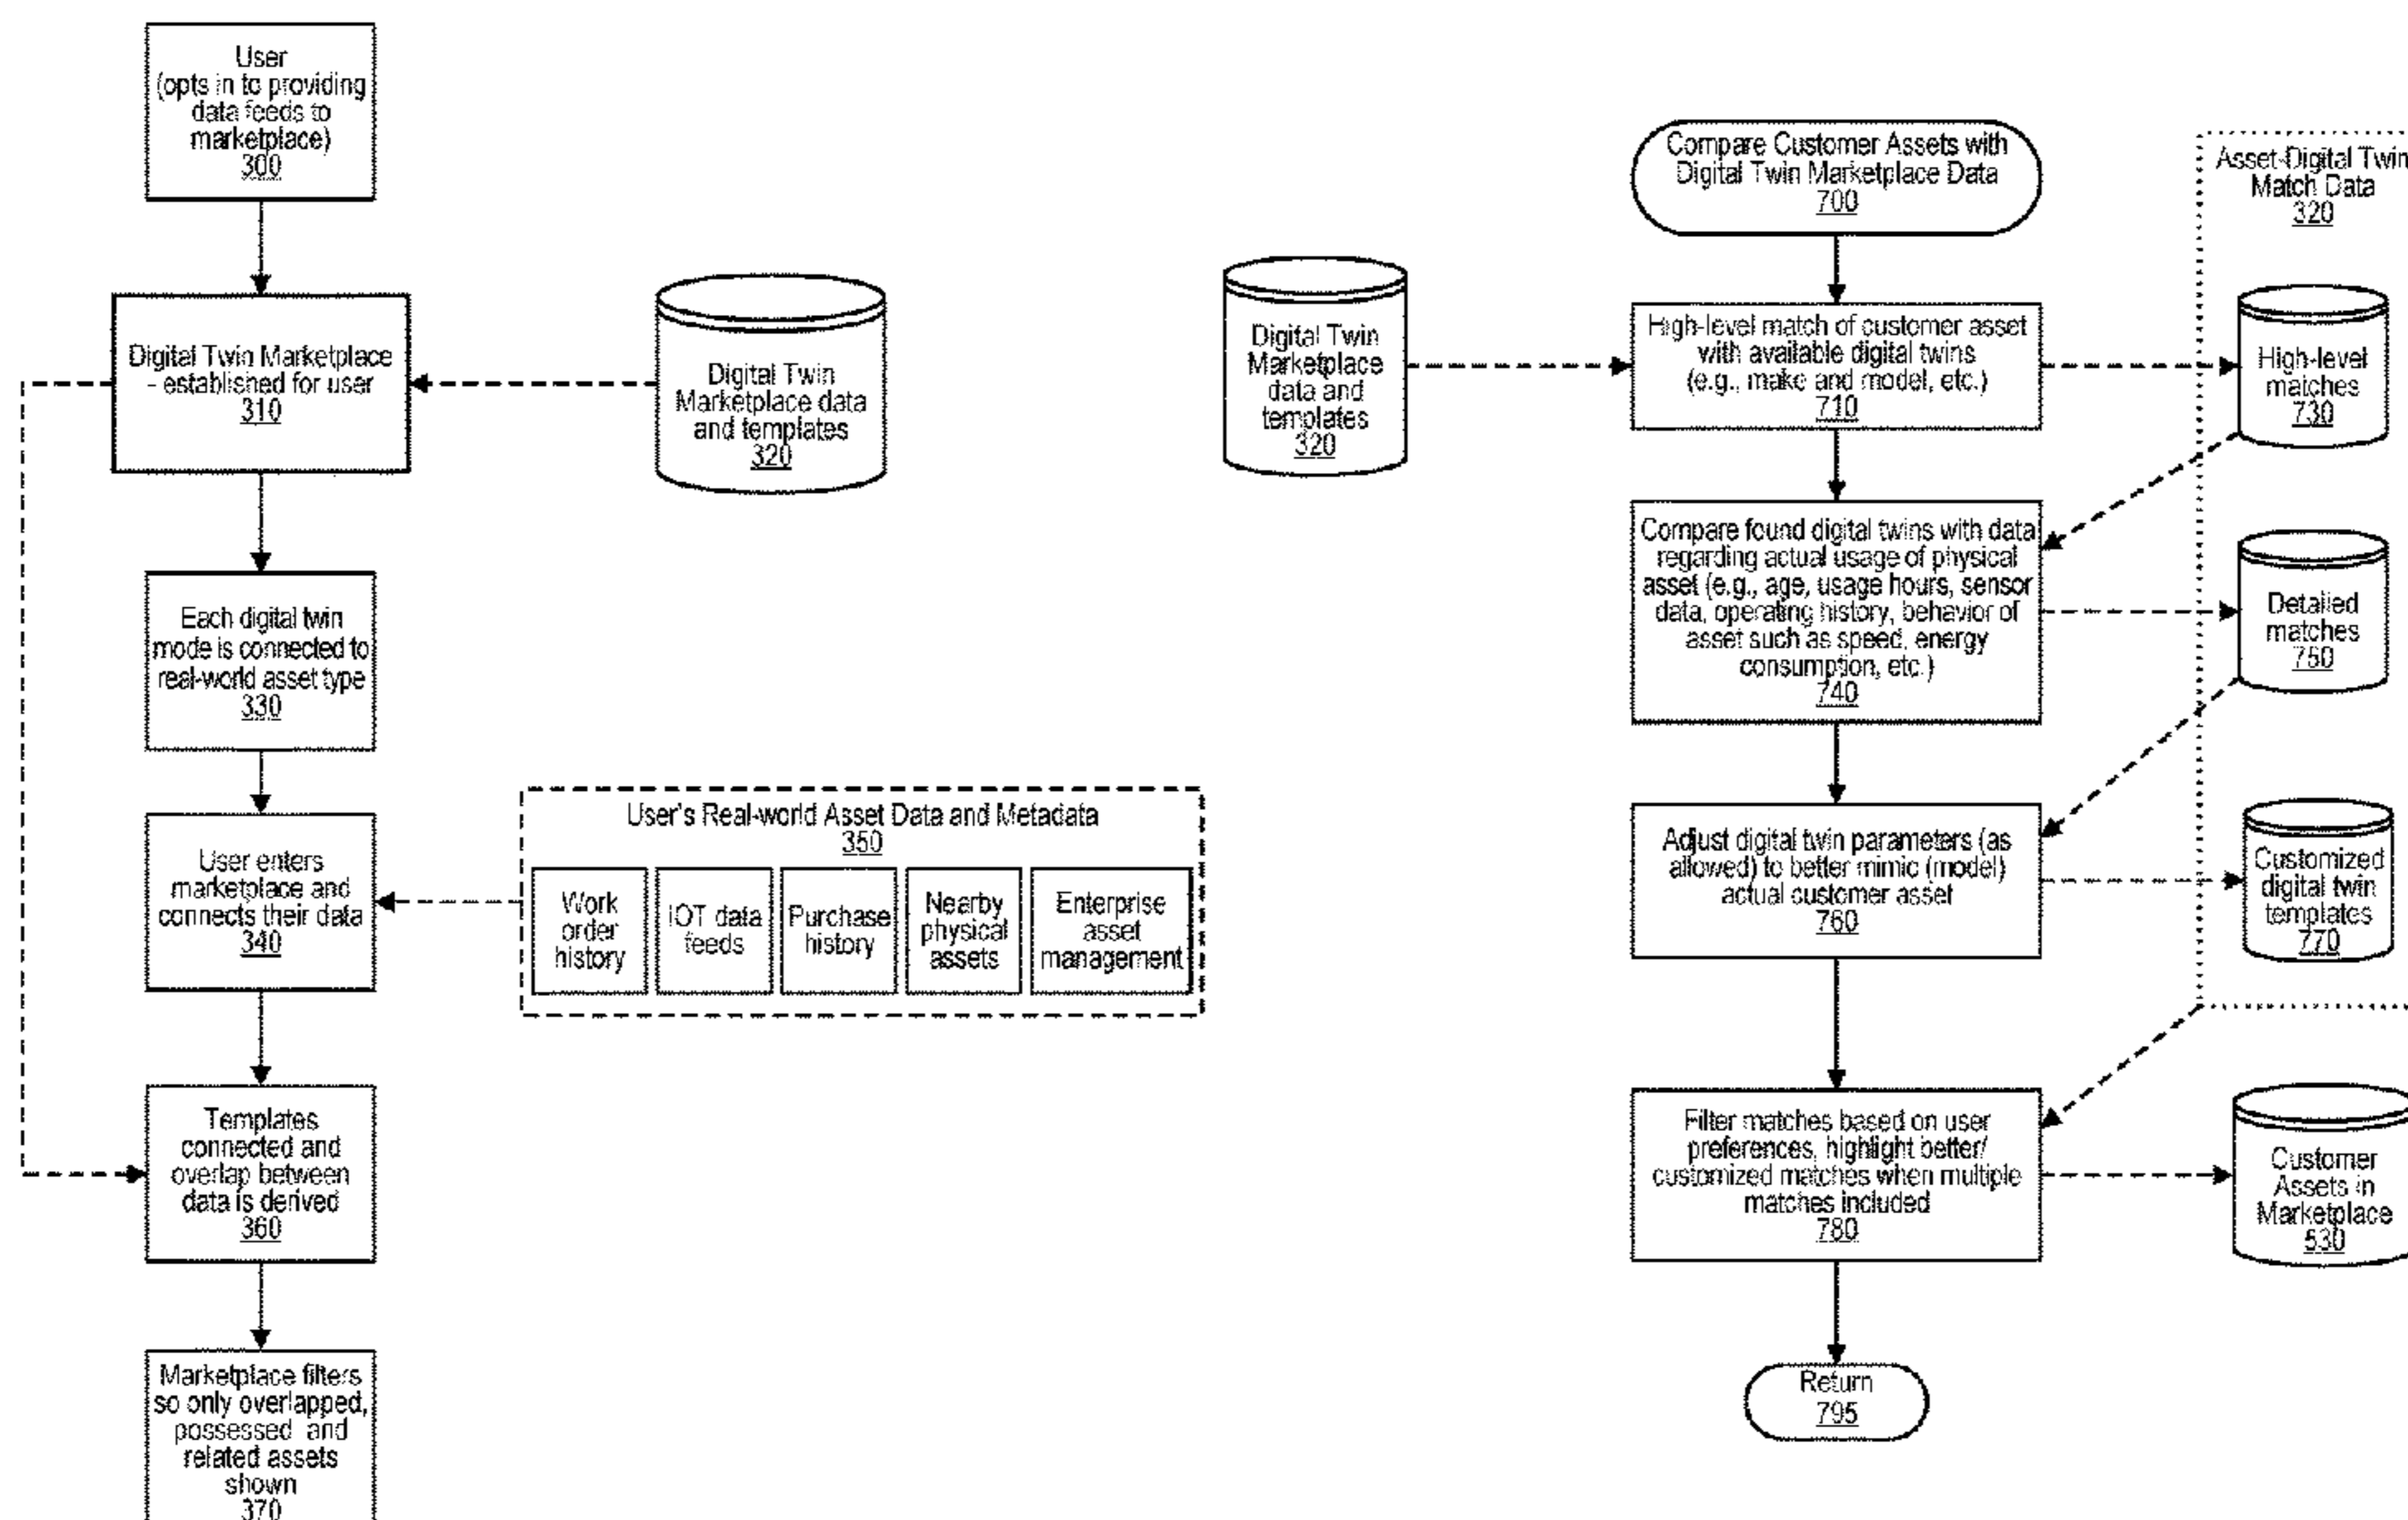 User
(opts in to providing
data feeds to
marketplace)
300
Digital Twin Marketplace
- established for user
310
Digital Twin
Marketplace data
and templates
320
Each digital twin
mode is connected to
real-world asset type
330
User enters
marketplace and
connects their data
340
User's Real-world Asset Data and Metadata
350
Work
order
history
IOT data
feeds
Purchase
history
Nearby
physical
assets
Enterprise
asset
management
Templates
connected and
overlap between
data is derived
360
Marketplace filters
so only overlapped,
possessed and
related assets
shown
370
Compare Customer Assets with
Digital Twin Marketplace Data
700
Digital Twin
Marketplace
data and
templates
320
High-level match of customer asset
with available digital twins
(e.g., make and model, etc.)
710
Asset-Digital Twin
Match Data
320
High-level
matches
730
Compare found digital twins with data
regarding actual usage of physical
asset (e.g., age, usage hours, sensor
data, operating history, behavior of
asset such as speed, energy
consumption, etc.)
740
Detailed
matches
750
Adjust digital twin parameters (as
allowed) to better mimic (model)
actual customer asset
760
Customized
digital twin
templates
770
Filter matches based on user
preferences, highlight better/
customized matches when multiple
matches included
780
Customer
Assets in
Marketplace
530
Return
795